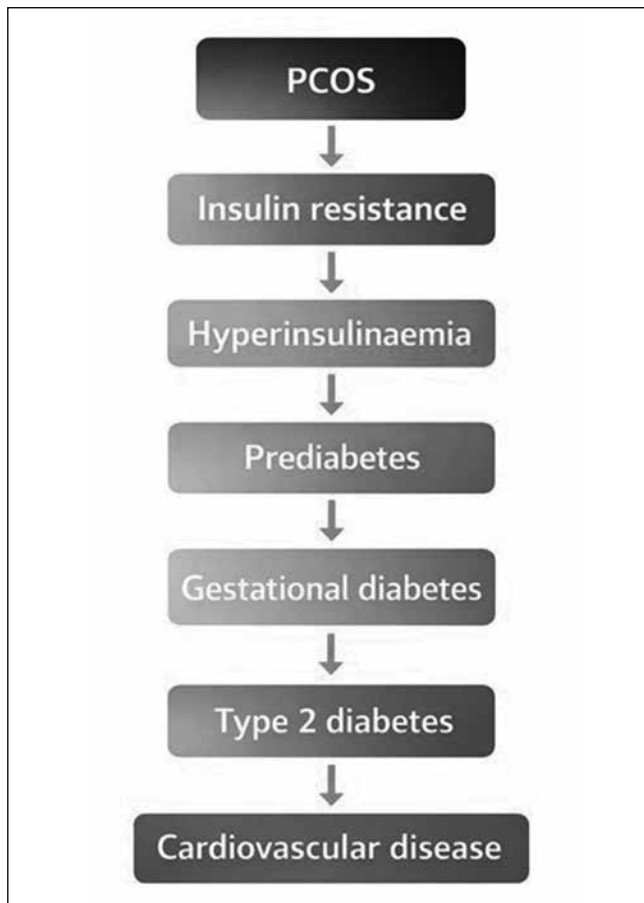 PCOS
Insulin resistance
Hyperinsulinaemia
Prediabetes
Gestational diabetes
Type 2 diabetes
Cardiovascular disease